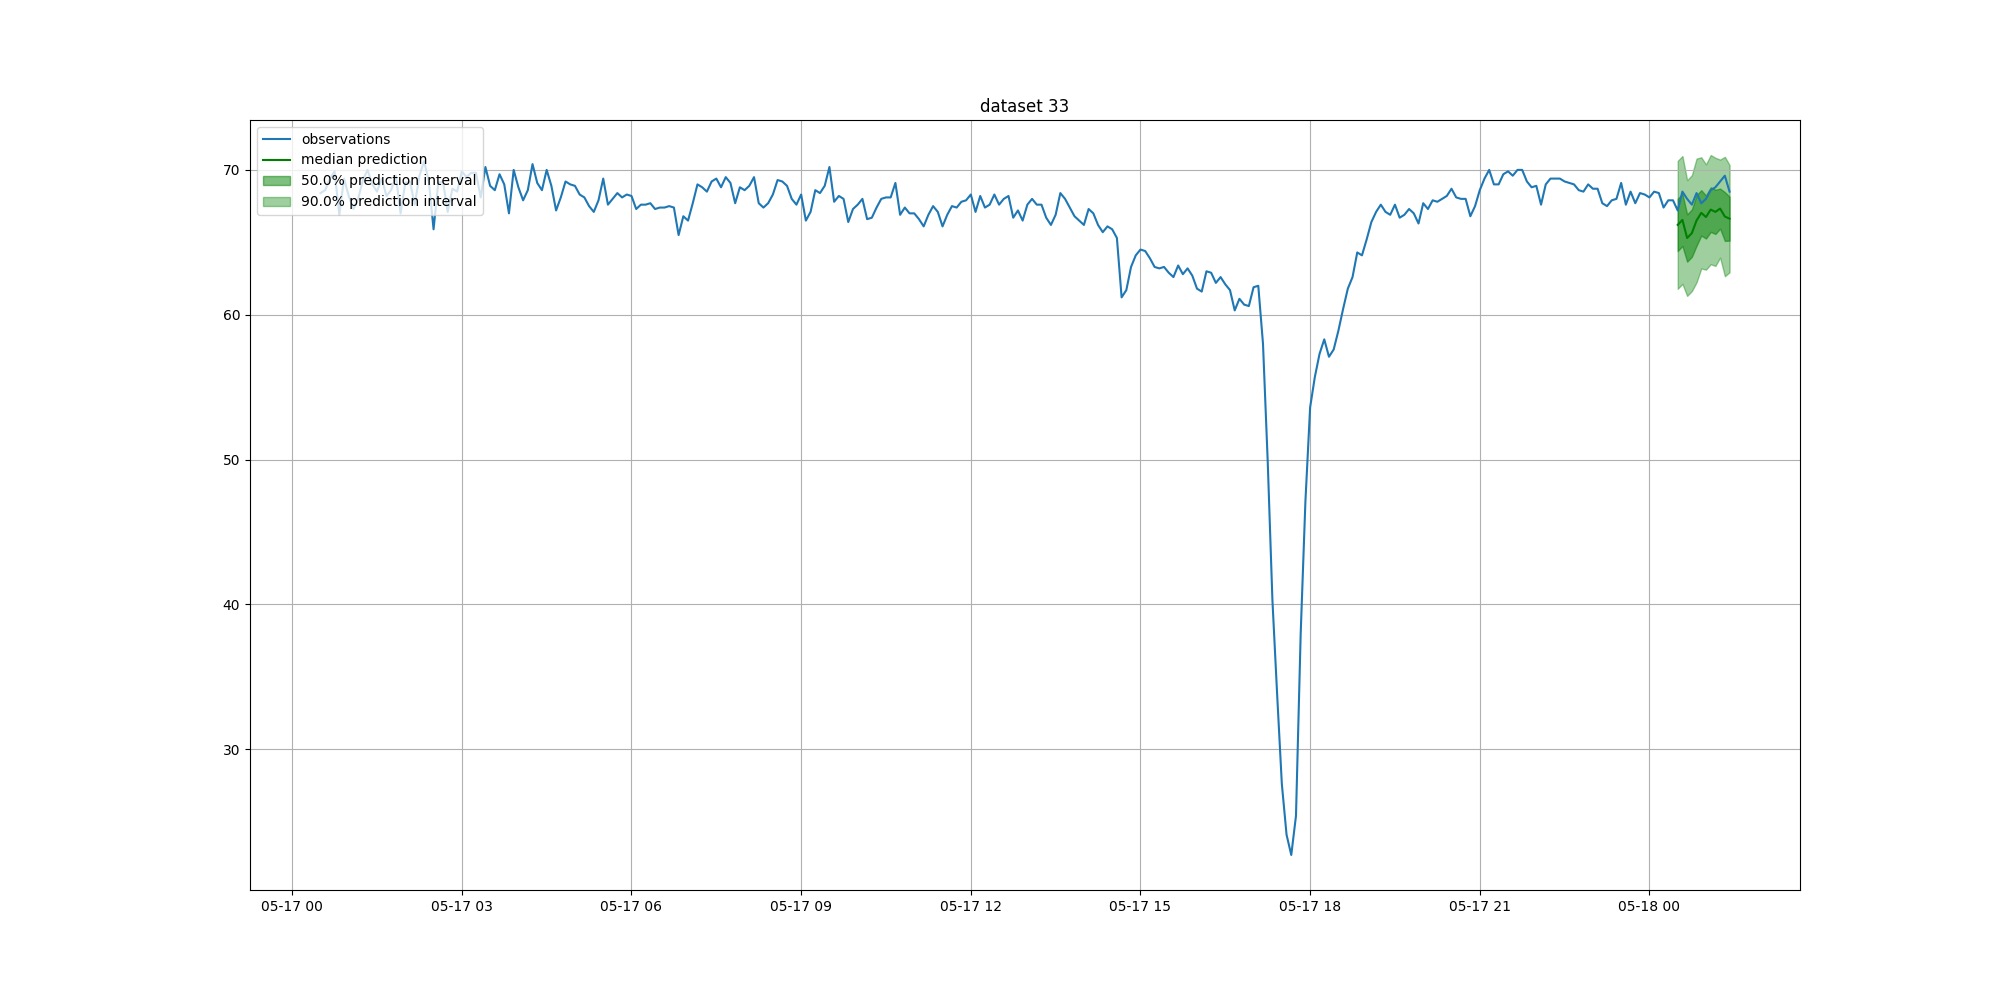 dataset 33
observations
median prediction
50.0% prediction interval
90.0% prediction interval
70
60
50
40
30
05-17 00
05-17 03
05-17 06
05-17 09
05-17 12
05-17 15
05-17 18
05-17 21
05-18 00